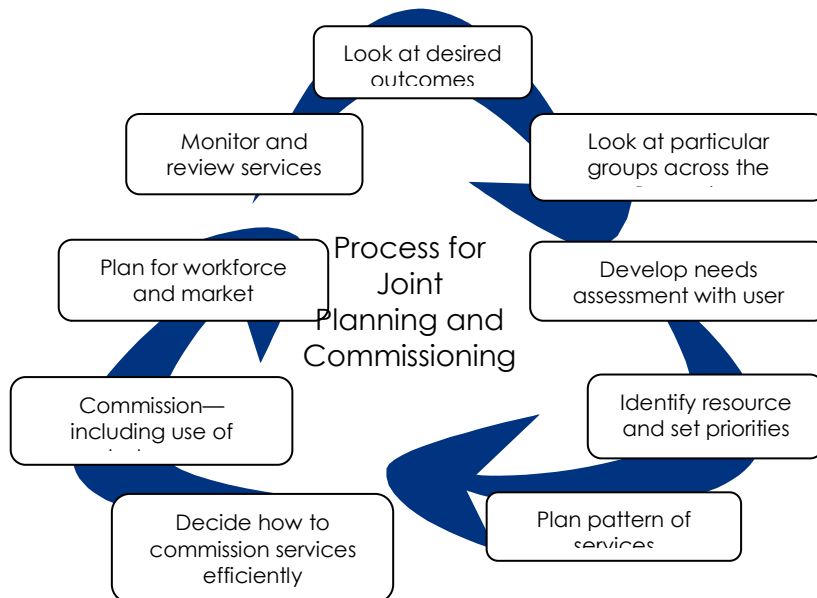 Look at desired
outcomes
Look at particular
groups across the
Develop needs
assessment with user
Identify resource
and set priorities
Plan pattern of
services
Decide how to
commission services
efficiently
Commission—
including use of
Plan for workforce
and market
Monitor and
review services
Process for
Joint
Planning and
Commissioning